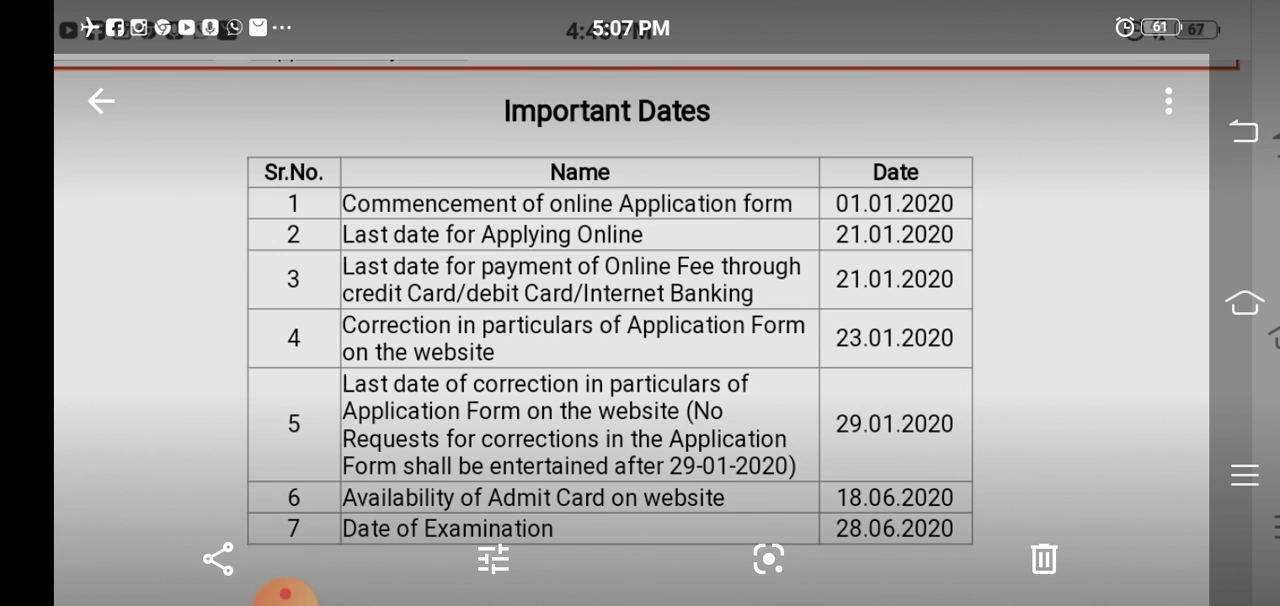 5:07 PM
61
67
Important Dates
Sr.No. Name Date
1 Commencement of online Application form 01.01.2020
2 Last date for Applying Online 21.01.2020
3 Last date for payment of Online Fee through
credit Card/debit Card/Internet Banking 21.01.2020
4 Correction in particulars of Application Form
on the website 23.01.2020
5 Last date of correction in particulars of
Application Form on the website (No
Requests for corrections in the Application
Form shall be entertained after 29-01-2020) 29.01.2020
6 Availability of Admit Card on website 18.06.2020
7 Date of Examination 28.06.2020